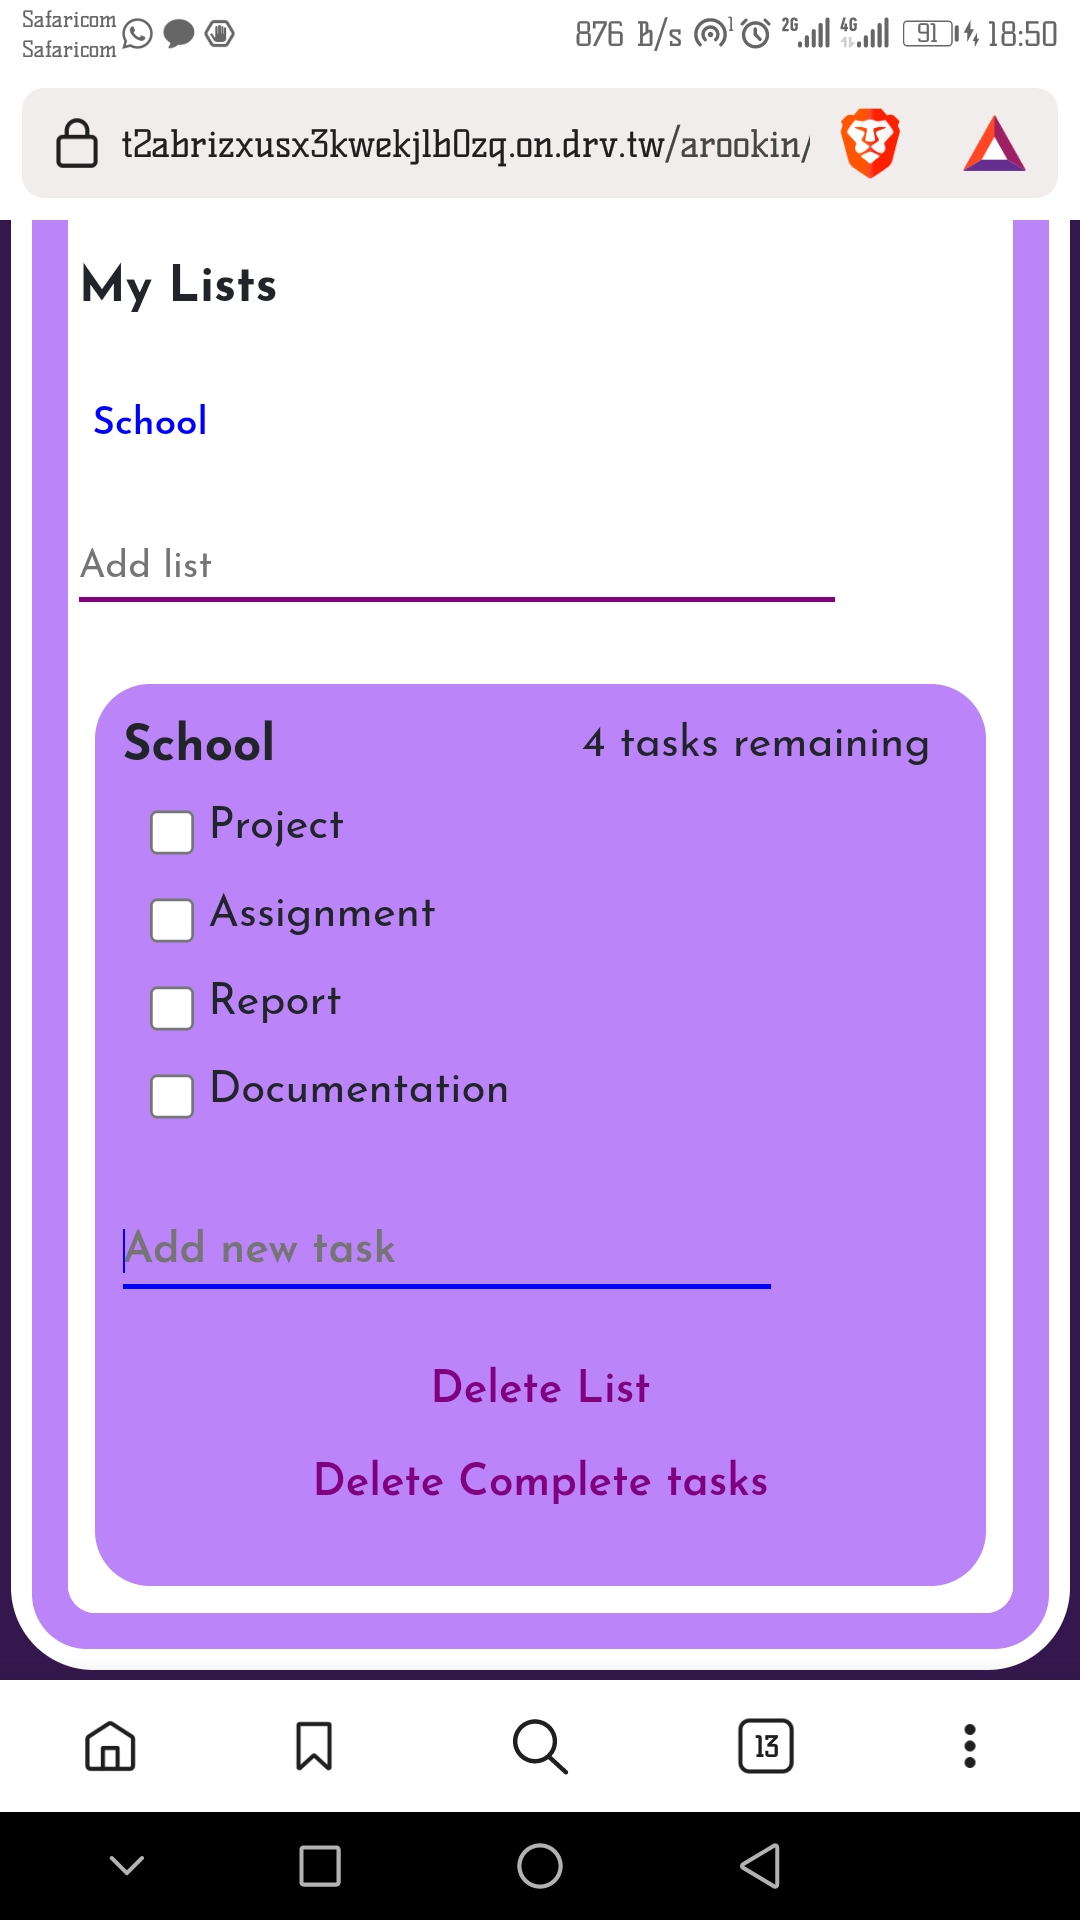 Safaricom
Safaricom
876 B/s 1 2G 4G 91 18:50
t2abrizxusx3kwekjlb0zq.on.drv.tw/arookin/
My Lists
School
Add list
School 4 tasks remaining
Project
Assignment
Report
Documentation
Add new task
Delete List
Delete Complete tasks
13